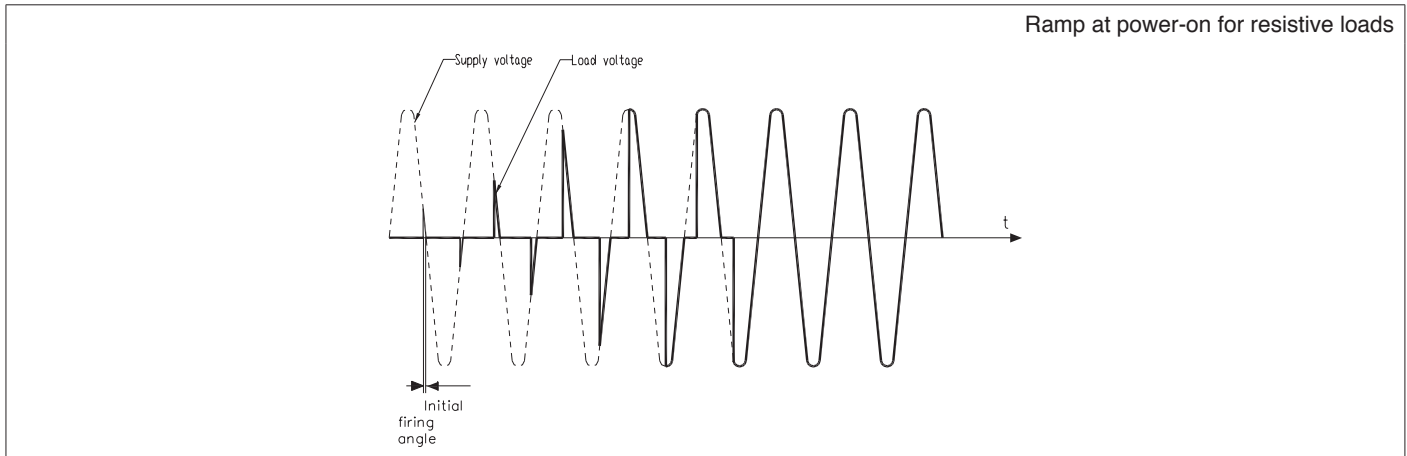 Ramp at power-on for resistive loads
Supply voltage
Load voltage
t
Initial
firing
angle